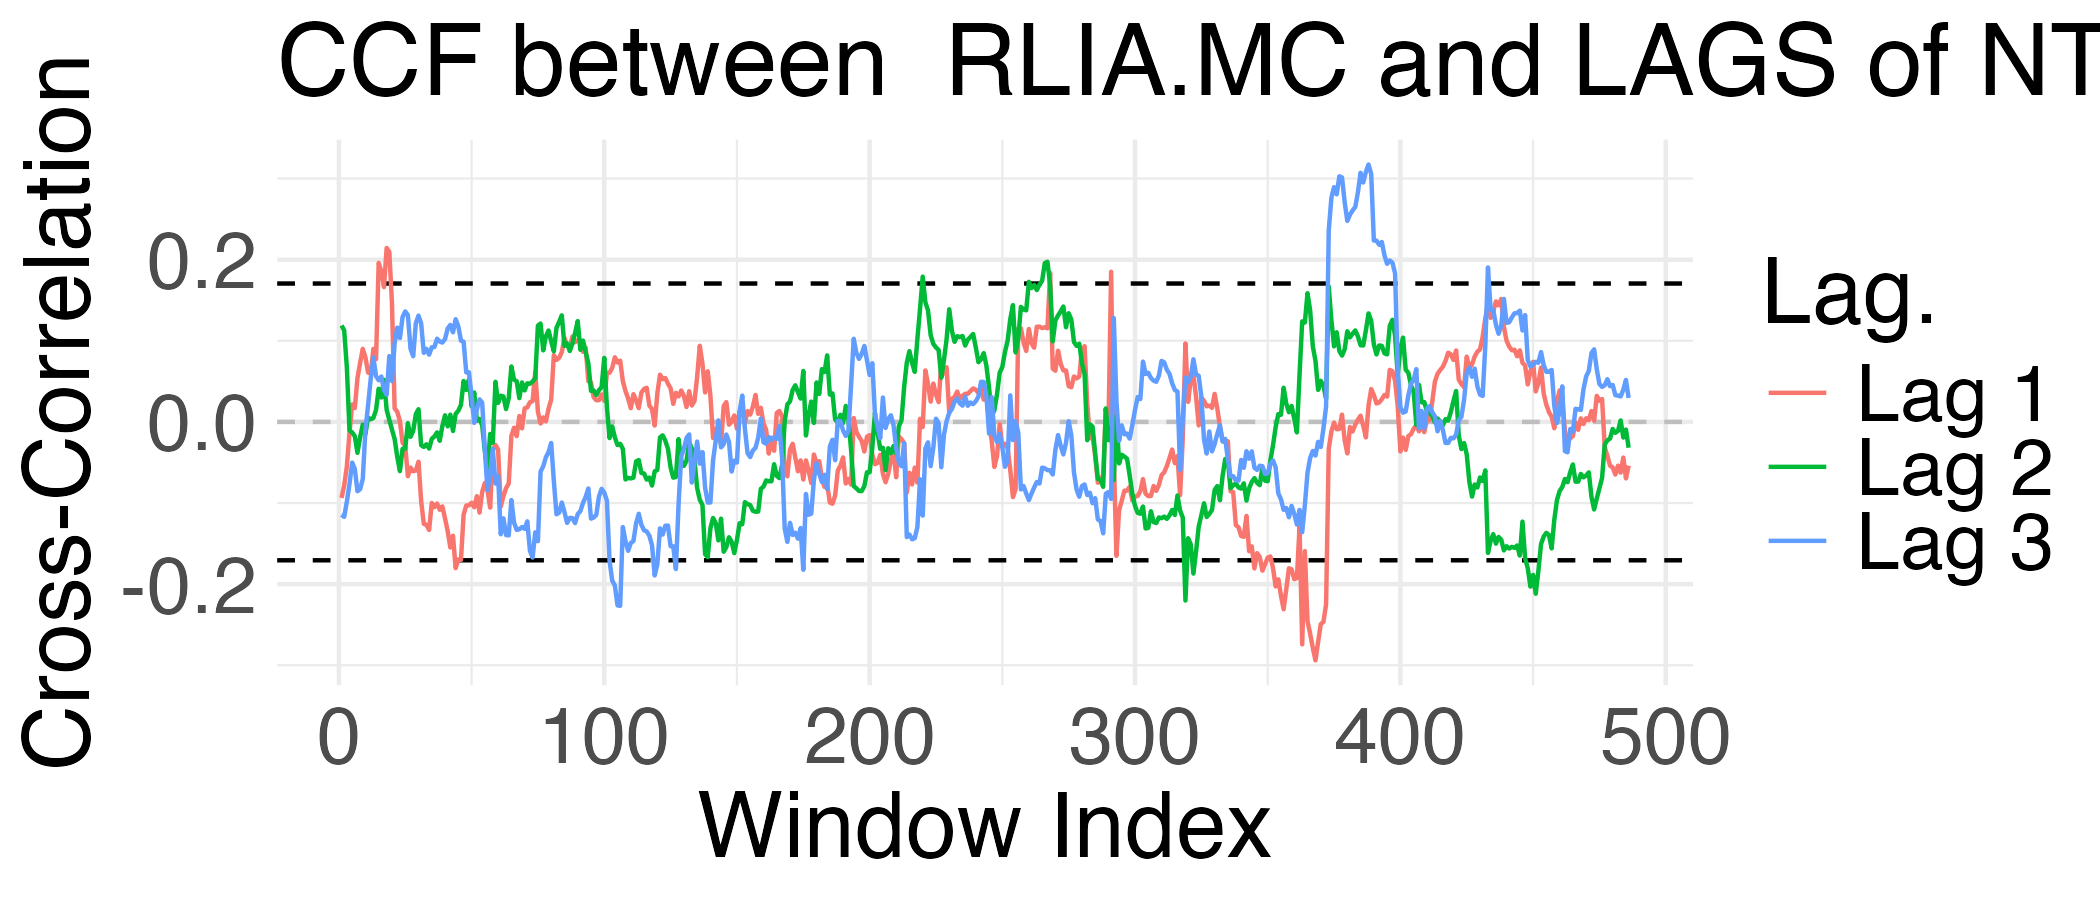 CCF between  RLIA.MC and LAGS of NT
Cross-Correlation
0.2
0.0
-0.2
0 100 200 300 400 500
Window Index
Lag.
Lag 1
Lag 2
Lag 3